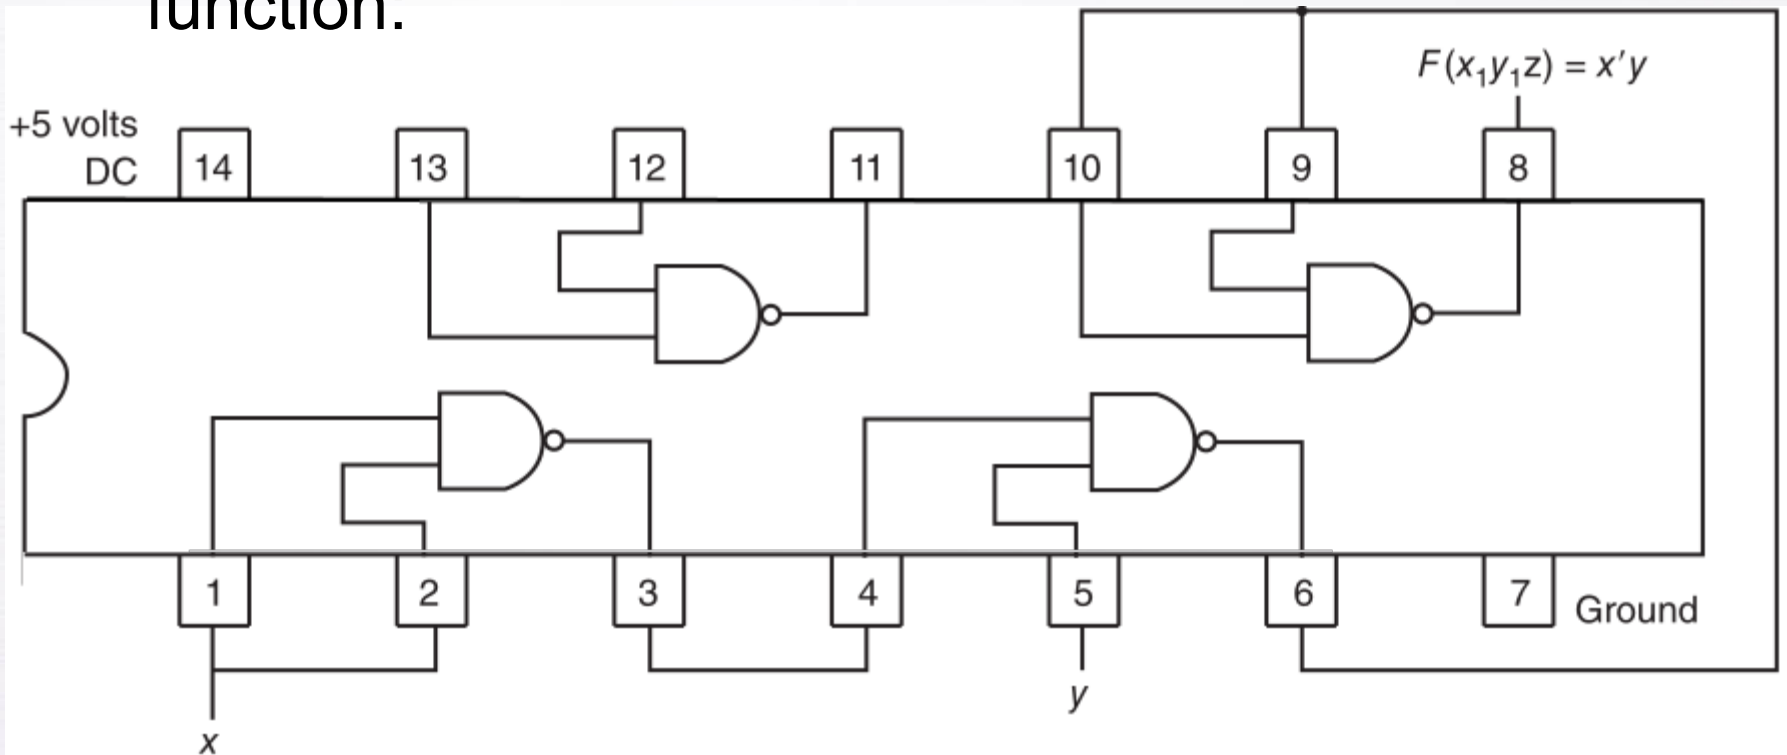 function:
F(x₁y₁z) = x′y
+5 volts
DC
14 13 12 11 10 9 8
1 2 3 4 5 6 7
Ground
y
x